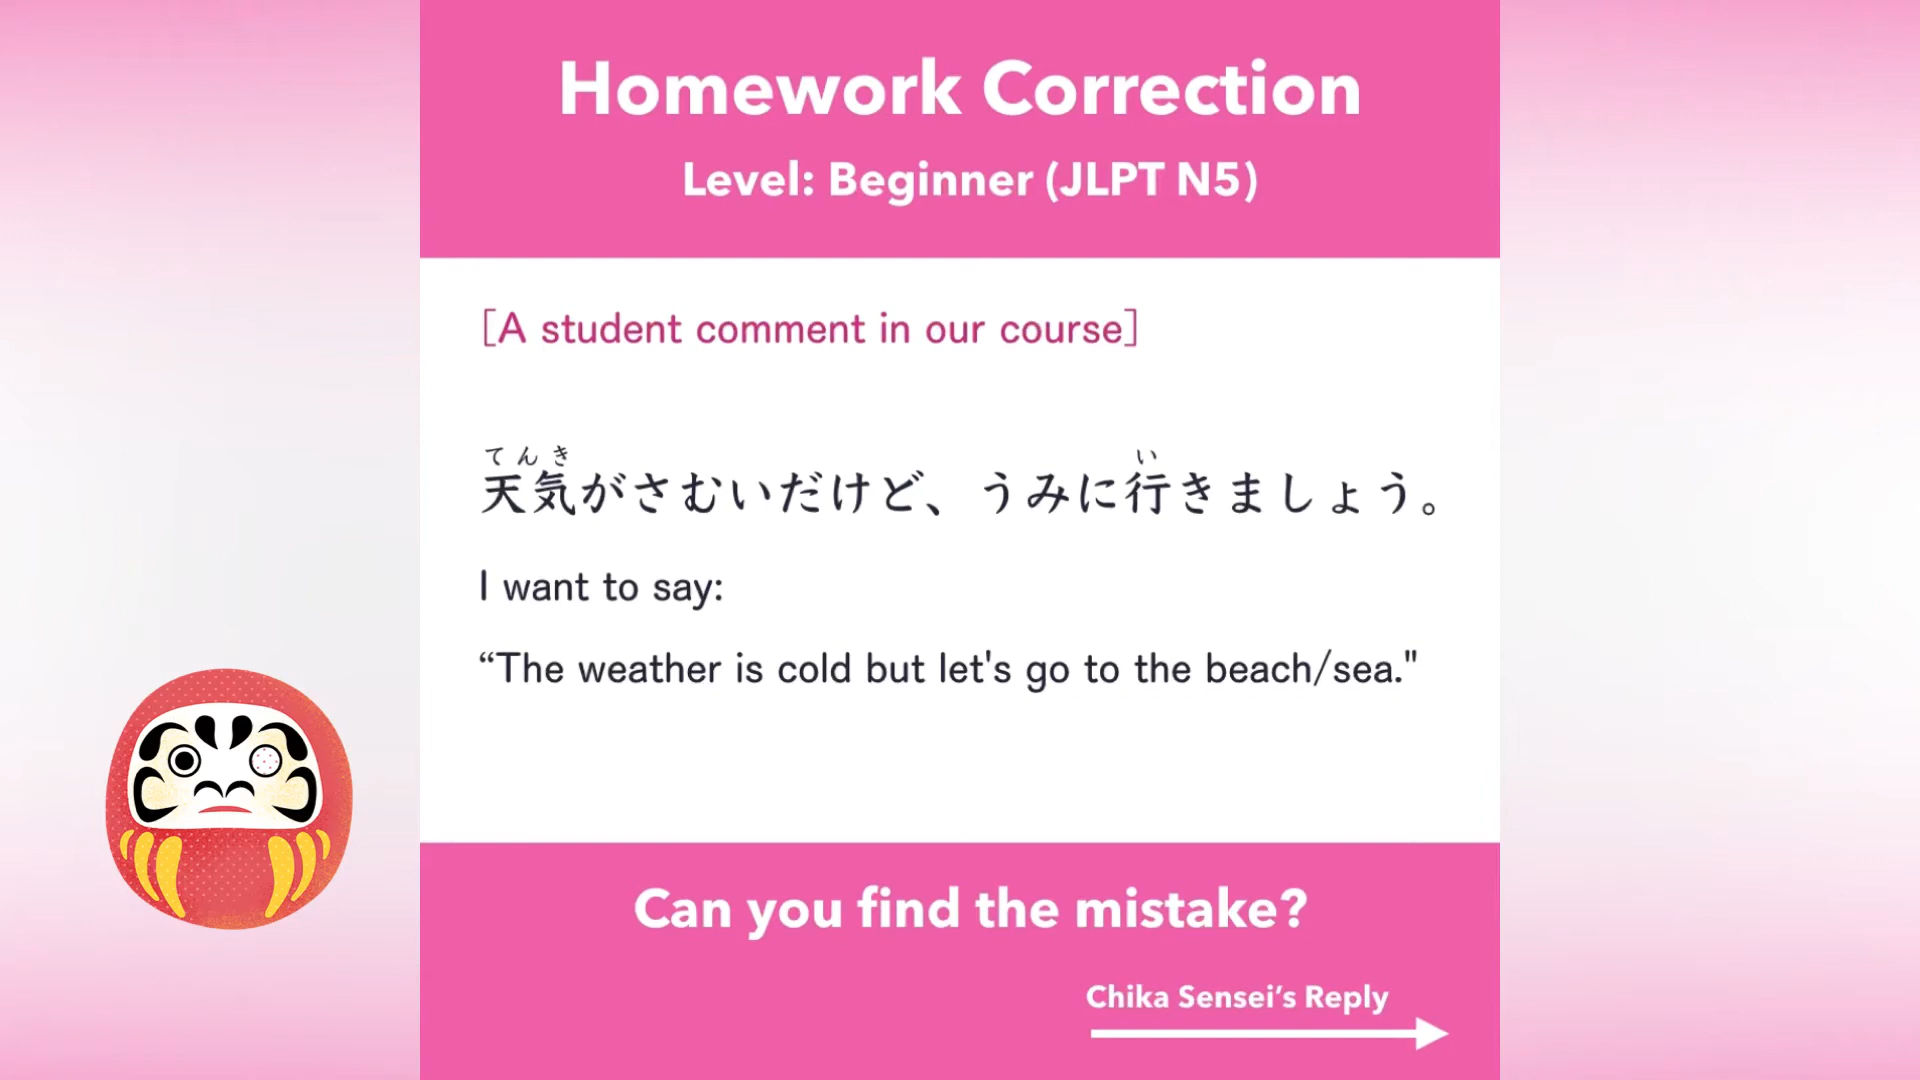 Homework Correction
Level: Beginner (JLPT N5)
[A student comment in our course]
てんき い
天気がさむいだけど、うみに行きましょう。
I want to say:
“The weather is cold but let's go to the beach/sea."
Can you find the mistake?
Chika Sensei’s Reply